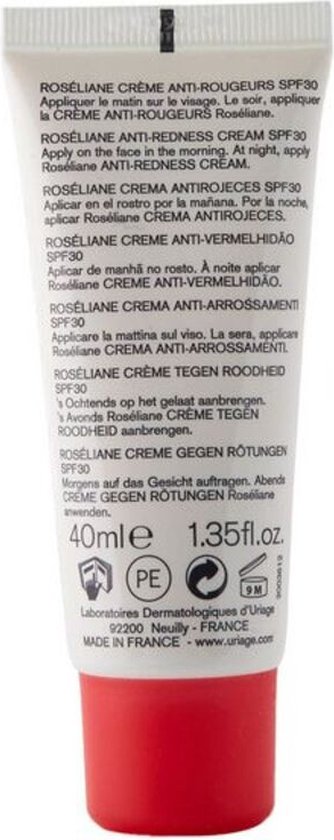 ROSÉLIANE CRÈME ANTI-ROUGEURS SPF30
Appliquer le matin sur le visage. Le soir, appliquer
la CRÈME ANTI-ROUGEURS Roséliane.
ROSÉLIANE ANTI-REDNESS CREAM SPF30
Apply on the face in the morning. At night, apply
Roséliane ANTI-REDNESS CREAM.
ROSÉLIANE CREMA ANTIROJECES SPF30
Aplicar en el rostro por la mañana. Por la noche,
aplicar Roséliane CREMA ANTIROJECES.
ROSÉLIANE CREME ANTI-VERMELHIDÃO
SPF30
Aplicar de manhã no rosto. À noite aplicar
Roséliane CREME ANTI-VERMELHIDÃO.
ROSÉLIANE CREMA ANTI-ARROSSAMENTI
SPF30
Applicare la mattina sul viso. La sera, applicare
Roséliane CREMA ANTI-ARROSSAMENTI.
ROSÉLIANE CRÈME TEGEN ROODHEID
SPF30
's Ochtends op het gelaat aanbrengen.
's Avonds Roséliane CRÈME TEGEN
ROODHEID aanbrengen.
ROSÉLIANE CREME GEGEN RÖTUNGEN
SPF30
Morgens auf das Gesicht auftragen. Abends
CREME GEGEN RÖTUNGEN Roséliane
anwenden.
40ml e 1.35fl.oz.
PE 9M
Laboratoires Dermatologiques d'Uriage
92200 Neuilly - FRANCE
MADE IN FRANCE - www.uriage.com